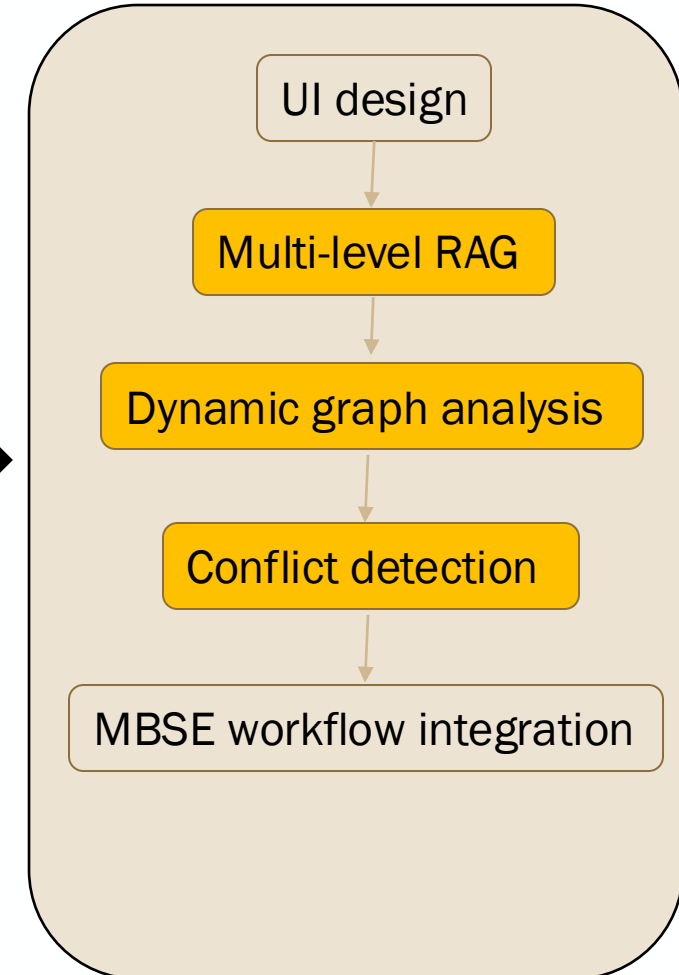 UI design
Multi-level RAG
Dynamic graph analysis
Conflict detection
MBSE workflow integration